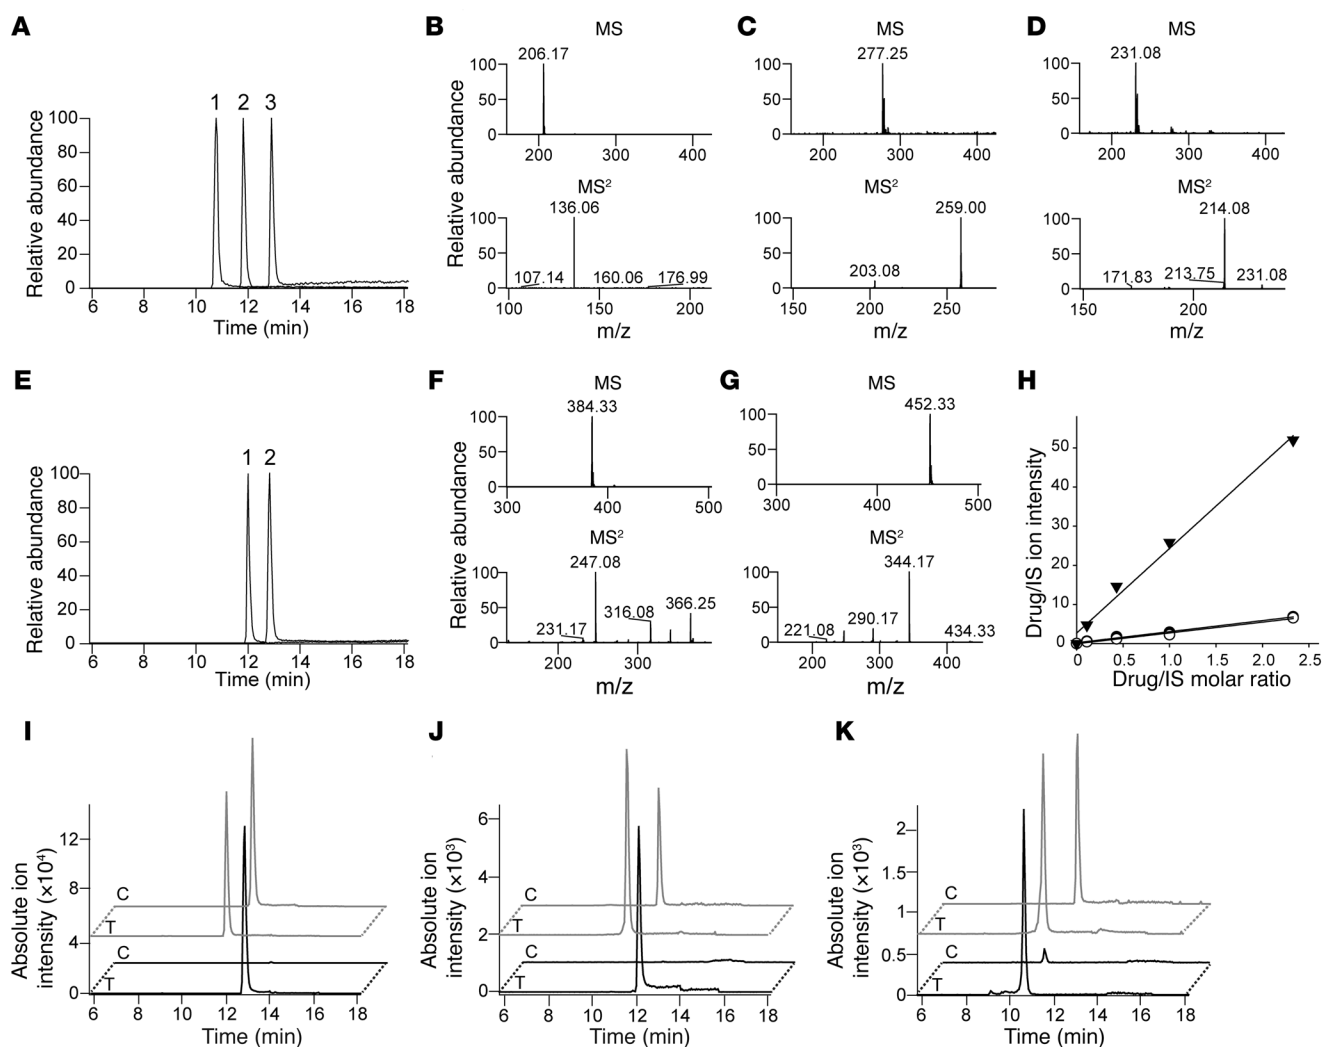 A
B
C
D
MS
MS
MS
206.17
277.25
231.08
1 2 3
Relative abundance
100
80
60
40
20
0
6 8 10 12 14 16 18
Time (min)
Relative abundance
100
50
0
200 300 400
100
50
0
200 300 400
100
50
0
200 300 400
MS²
MS²
MS²
136.06
259.00
214.08
100
50
0
107.14 160.06 176.99
100 150 200
m/z
100
50
0
203.08
150 200 250
m/z
100
50
0
171.83 213.75 231.08
150 200
m/z
E
F
G
H
MS
MS
384.33
452.33
1 2
Relative abundance
100
80
60
40
20
0
6 8 10 12 14 16 18
Time (min)
Relative abundance
100
50
0
300 400 500
100
50
0
300 400 500
MS²
MS²
247.08
344.17
100
50
0
231.17 316.08 366.25
200 300
m/z
100
50
0
221.08 290.17 434.33
200 300 400
m/z
Drug/IS ion intensity
50
40
30
20
10
0
0 0.5 1.0 1.5 2.0 2.5
Drug/IS molar ratio
I
J
K
Absolute ion
intensity (×10⁴)
12
8
4
0
C
T
C
T
6 8 10 12 14 16 18
Time (min)
Absolute ion
intensity (×10³)
6
4
2
0
C
T
C
T
6 8 10 12 14 16 18
Time (min)
Absolute ion
intensity (×10³)
2
1.5
1
0.5
0
C
T
C
T
6 8 10 12 14 16 18
Time (min)